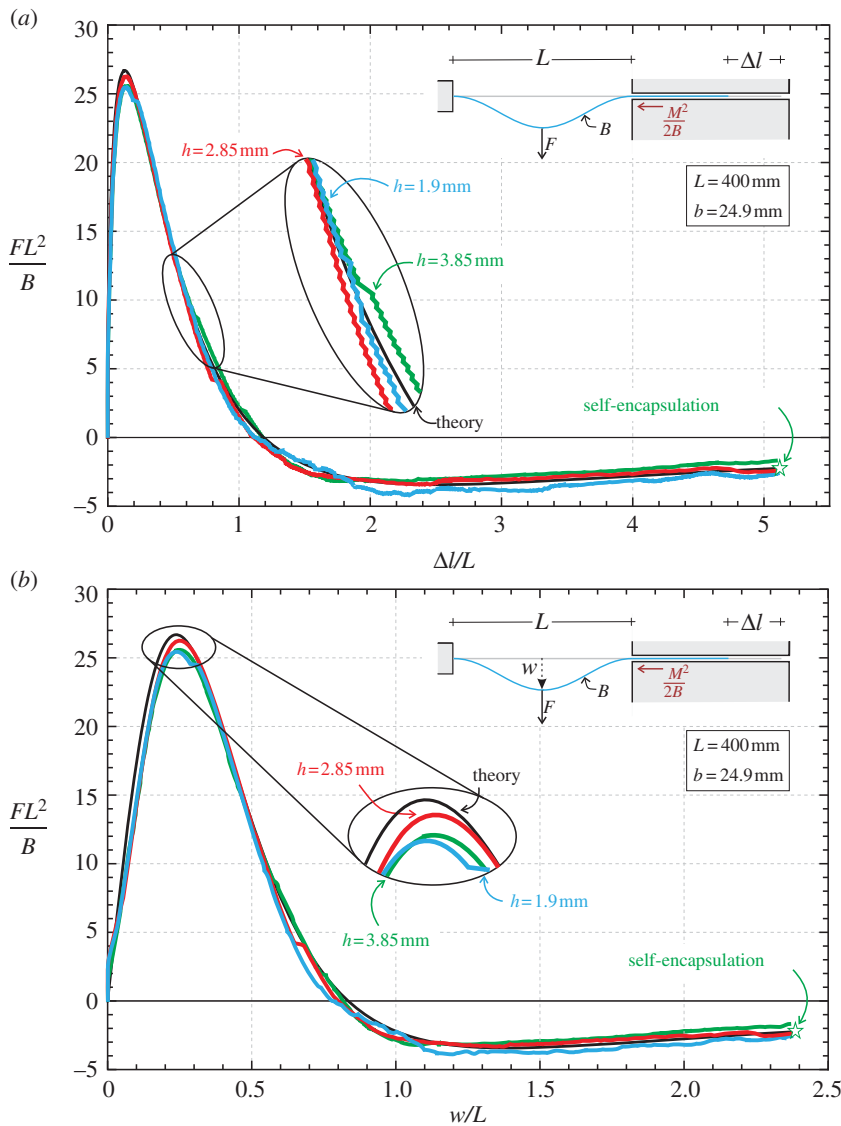 (a)
30
25
20
15
10
5
0
–5
FL²
B
L
Δl
M²
2B
B
F
L = 400 mm
b = 24.9 mm
h = 2.85 mm
h = 1.9 mm
h = 3.85 mm
theory
self-encapsulation
0 1 2 3 4 5
Δl/L
(b)
30
25
20
15
10
5
0
–5
FL²
B
L
Δl
w
M²
2B
B
F
L = 400 mm
b = 24.9 mm
theory
h = 2.85 mm
h = 1.9 mm
h = 3.85 mm
self-encapsulation
0 0.5 1.0 1.5 2.0 2.5
w/L